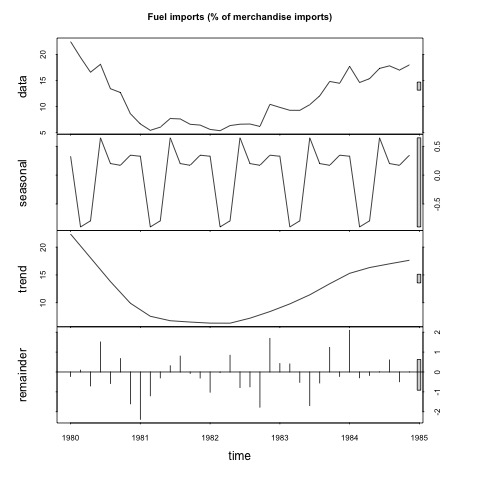 Fuel imports (% of merchandise imports)
data
5 10 15 20
seasonal
-0.5 0.0 0.5
trend
10 15 20
remainder
-2 -1 0 1 2
1980 1981 1982 1983 1984 1985
time